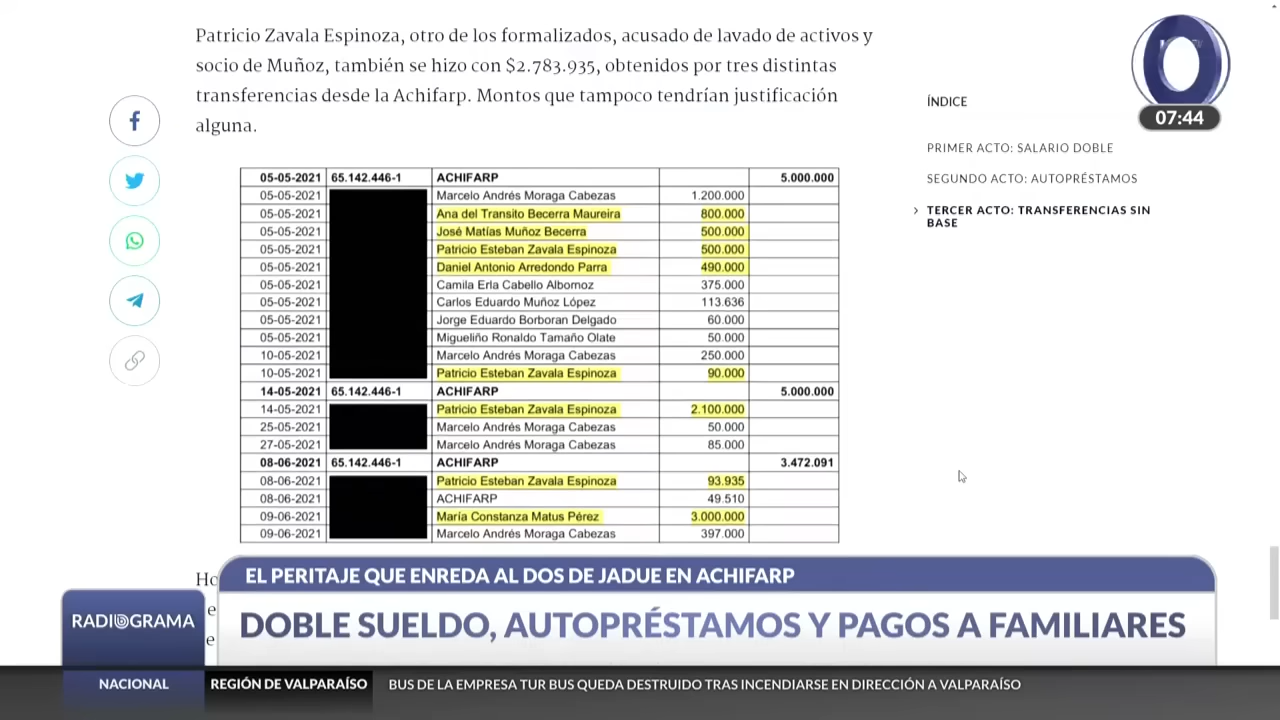 Patricio Zavala Espinoza, otro de los formalizados, acusado de lavado de activos y
socio de Muñoz, también se hizo con $2.783.935, obtenidos por tres distintas
transferencias desde la Achifarp. Montos que tampoco tendrían justificación
alguna.
07:44
ÍNDICE
PRIMER ACTO: SALARIO DOBLE
SEGUNDO ACTO: AUTOPRÉSTAMOS
TERCER ACTO: TRANSFERENCIAS SIN
BASE
05-05-2021 65.142.446-1 ACHIFARP 5.000.000
05-05-2021 Marcelo Andrés Moraga Cabezas 1.200.000
05-05-2021 Ana del Transito Becerra Maureira 800.000
05-05-2021 José Matías Muñoz Becerra 500.000
05-05-2021 Patricio Esteban Zavala Espinoza 500.000
05-05-2021 Daniel Antonio Arredondo Parra 490.000
05-05-2021 Camila Erla Cabello Albornoz 375.000
05-05-2021 Carlos Eduardo Muñoz López 113.636
05-05-2021 Jorge Eduardo Borboran Delgado 60.000
05-05-2021 Migueliño Ronaldo Tamaño Olate 50.000
10-05-2021 Marcelo Andrés Moraga Cabezas 250.000
10-05-2021 Patricio Esteban Zavala Espinoza 90.000
14-05-2021 65.142.446-1 ACHIFARP 5.000.000
14-05-2021 Patricio Esteban Zavala Espinoza 2.100.000
25-05-2021 Marcelo Andrés Moraga Cabezas 50.000
27-05-2021 Marcelo Andrés Moraga Cabezas 85.000
08-06-2021 65.142.446-1 ACHIFARP 3.472.091
08-06-2021 Patricio Esteban Zavala Espinoza 93.935
08-06-2021 ACHIFARP 49.510
09-06-2021 María Constanza Matus Pérez 3.000.000
09-06-2021 Marcelo Andrés Moraga Cabezas 397.000
EL PERITAJE QUE ENREDA AL DOS DE JADUE EN ACHIFARP
RADIOGRAMA
DOBLE SUELDO, AUTOPRÉSTAMOS Y PAGOS A FAMILIARES
NACIONAL
REGIÓN DE VALPARAÍSO
BUS DE LA EMPRESA TUR BUS QUEDA DESTRUIDO TRAS INCENDIARSE EN DIRECCIÓN A VALPARAÍSO